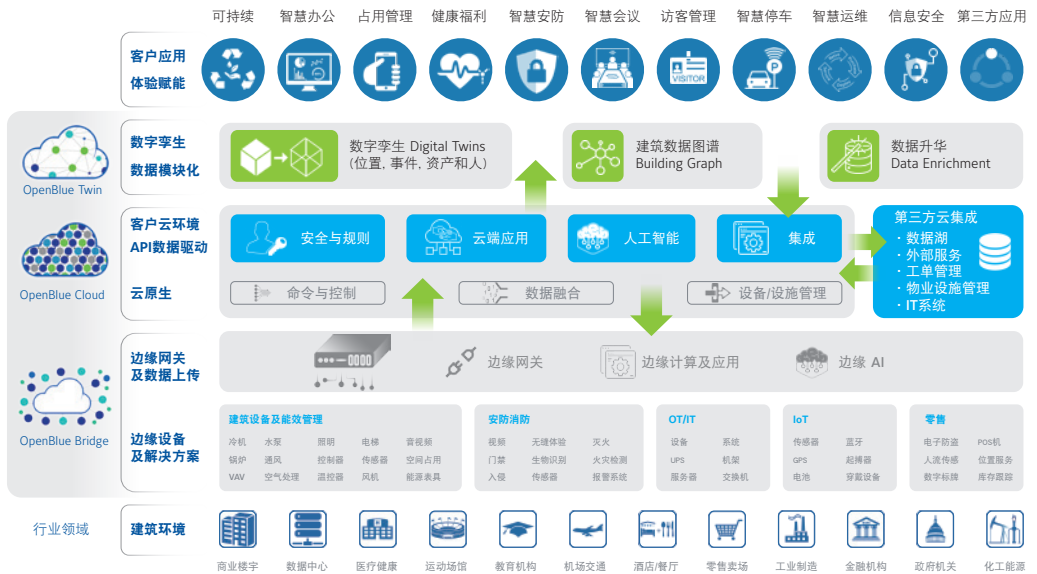 可持续 智慧办公 占用管理 健康福利 智慧安防 智慧会议 访客管理 智慧停车 智慧运维 信息安全 第三方应用
客户应用
体验赋能
VISITOR
P
OpenBlue Twin
数字孪生
数据模块化
数字孪生 Digital Twins
(位置, 事件, 资产和人)
建筑数据图谱
Building Graph
数据升华
Data Enrichment
OpenBlue Cloud
客户云环境
API数据驱动
云原生
安全与规则 云端应用 人工智能 集成
命令与控制 数据融合 设备/设施管理
第三方云集成
· 数据湖
· 外部服务
· 工单管理
· 物业设施管理
· IT系统
OpenBlue Bridge
边缘网关
及数据上传
边缘网关 边缘计算及应用 边缘 AI
边缘设备
及解决方案
建筑设备及能效管理
冷机 水泵 照明 电梯 音视频
锅炉 通风 控制器 传感器 空间占用
VAV 空气处理 温控器 风机 能源表具
安防消防
视频 无缝体验 灭火
门禁 生物识别 火灾检测
入侵 传感器 报警系统
OT/IT
设备 系统
UPS 机架
服务器 交换机
IoT
传感器 蓝牙
GPS 起搏器
电池 穿戴设备
零售
电子防盗 POS机
人流传感 位置服务
数字标牌 库存跟踪
行业领域
建筑环境
商业楼宇 数据中心 医疗健康 运动场馆 教育机构 机场交通 酒店/餐厅 零售卖场 工业制造 金融机构 政府机关 化工能源